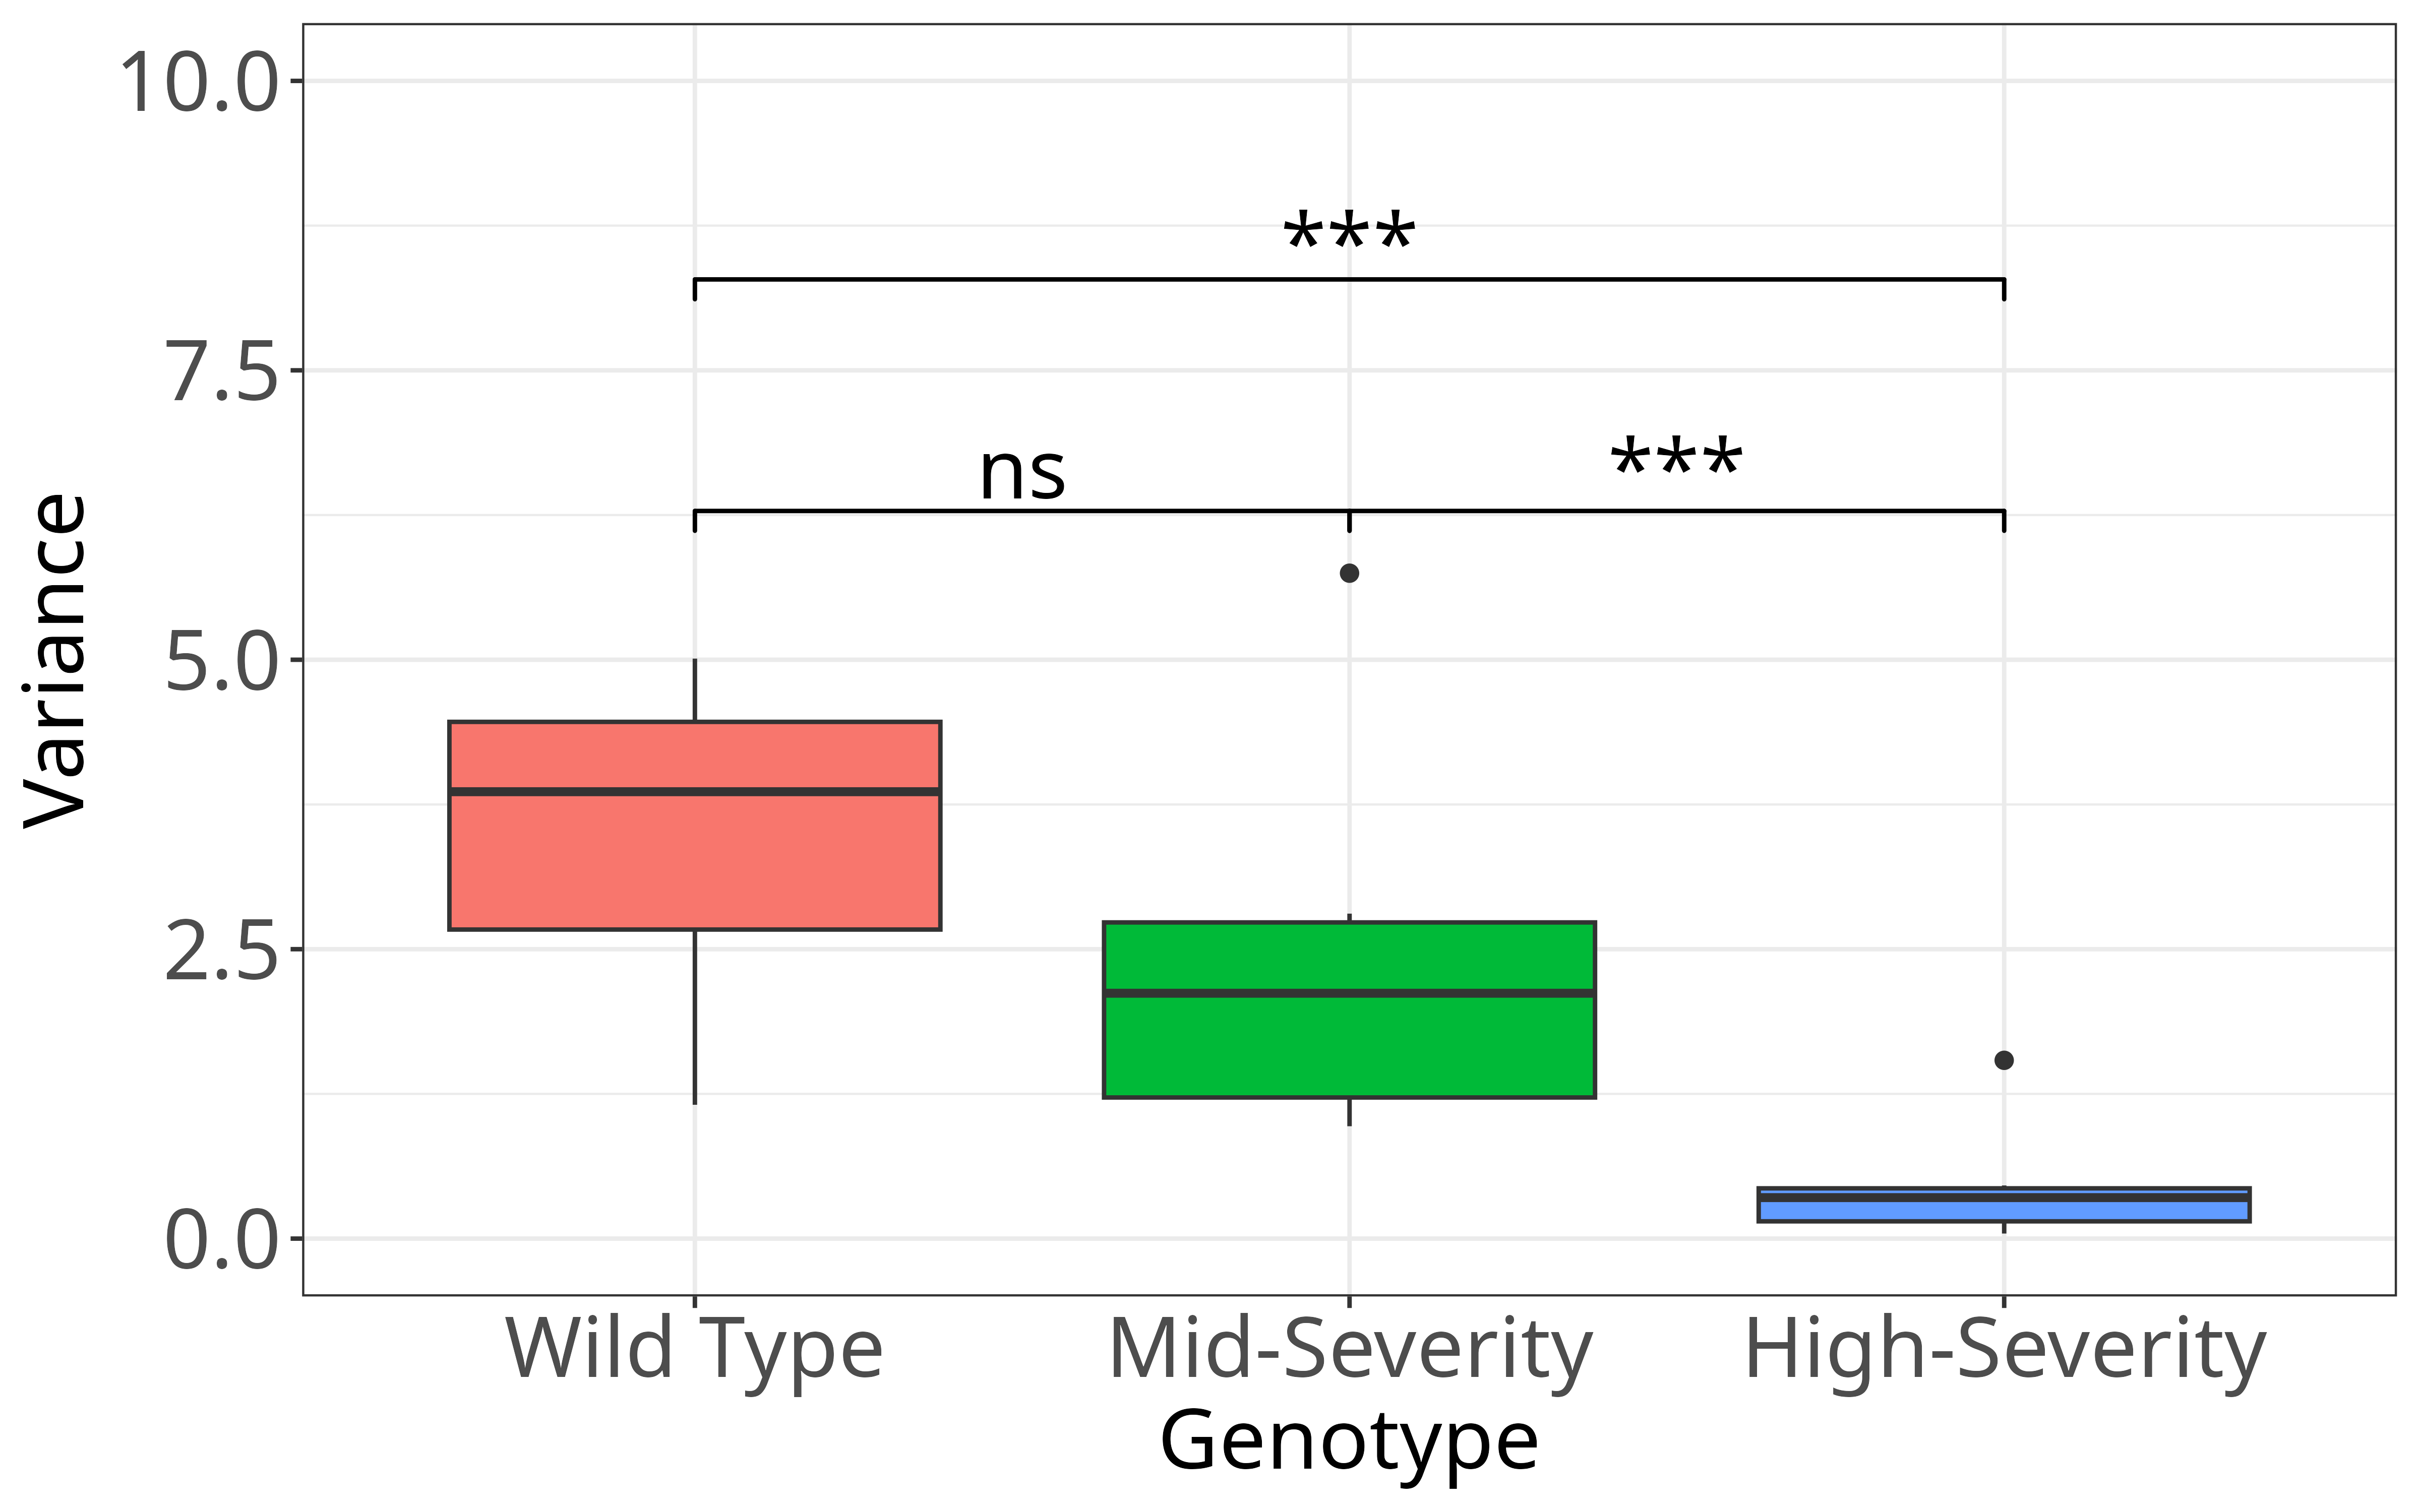 Variance
10.0
7.5
5.0
2.5
0.0
***
ns
***
Wild Type
Mid-Severity
High-Severity
Genotype